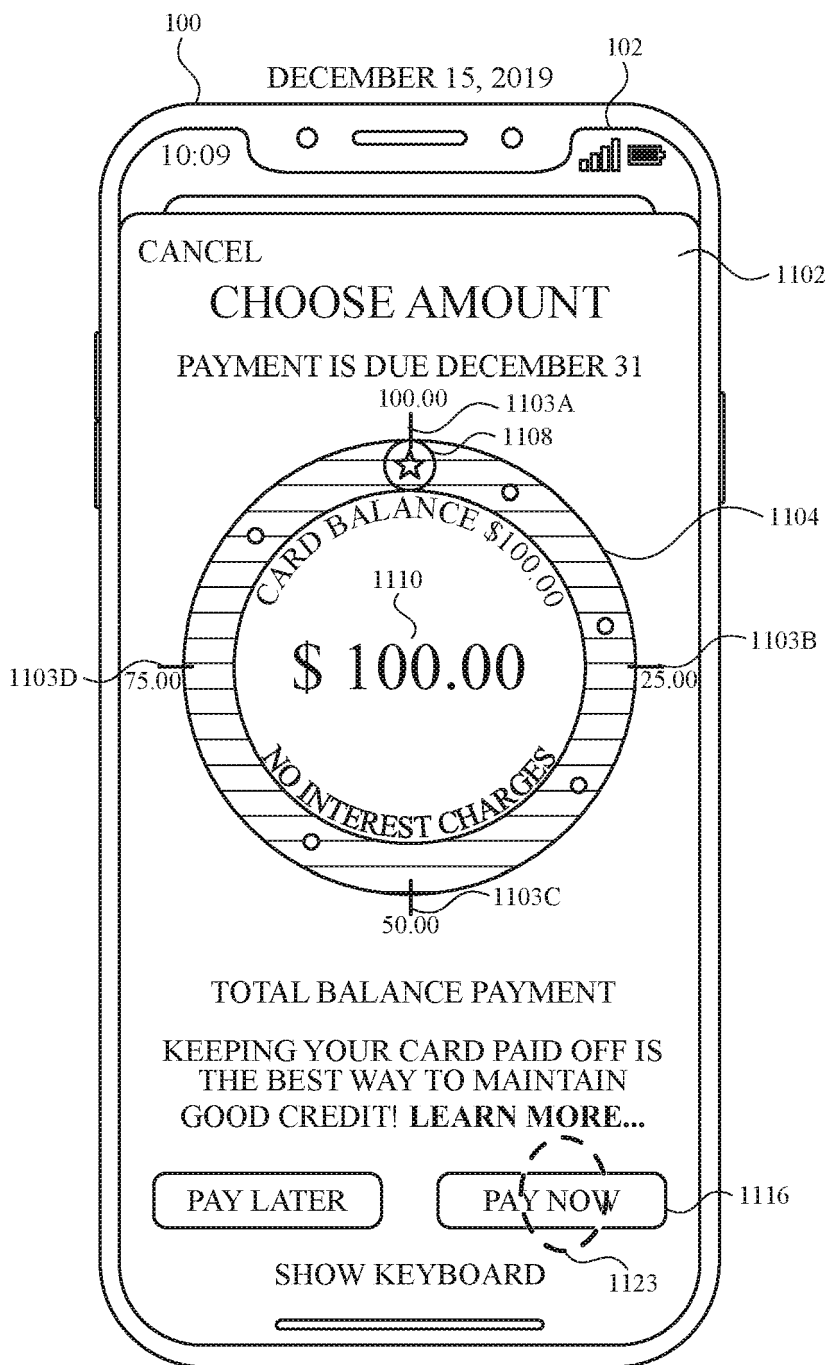 100
DECEMBER 15, 2019
102
10:09
CANCEL
1102
CHOOSE AMOUNT
PAYMENT IS DUE DECEMBER 31
100.00
1103A
1108
1104
CARD BALANCE $100.00
1110
$ 100.00
1103D
75.00
1103B
25.00
NO INTEREST CHARGES
1103C
50.00
TOTAL BALANCE PAYMENT
KEEPING YOUR CARD PAID OFF IS
THE BEST WAY TO MAINTAIN
GOOD CREDIT! LEARN MORE...
PAY LATER
PAY NOW
1116
1123
SHOW KEYBOARD